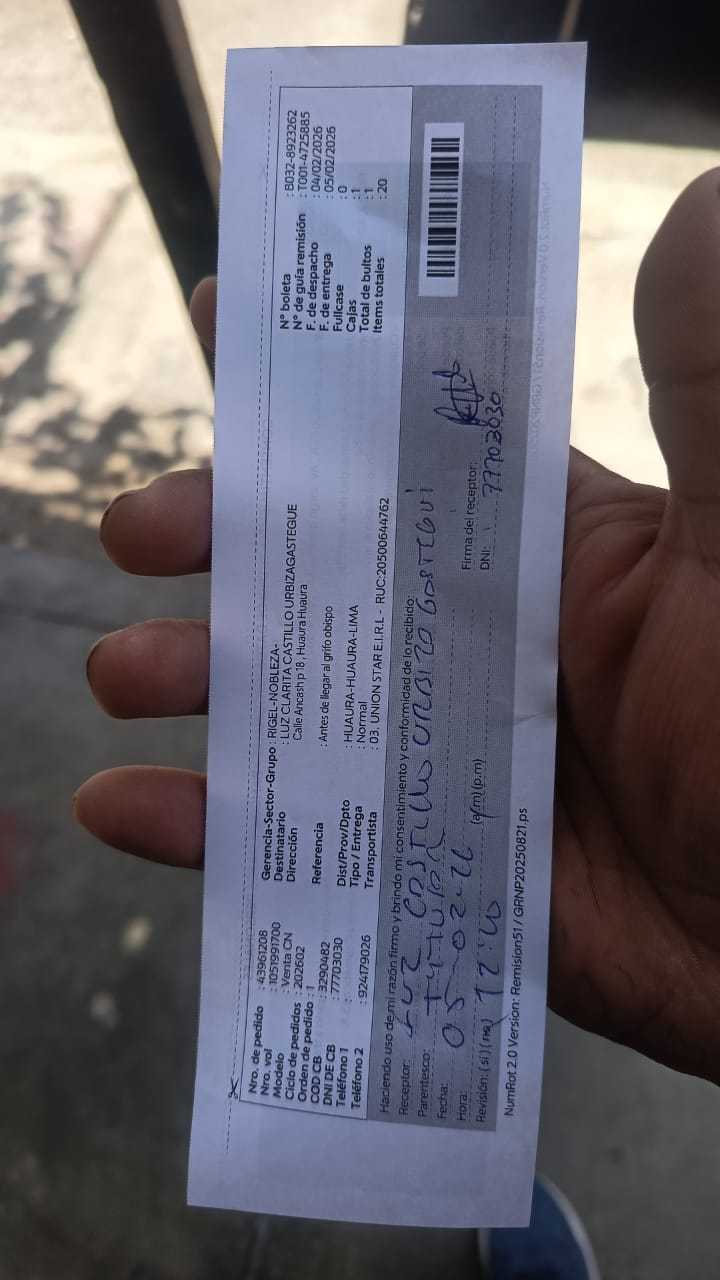 Nro. de pedido : 43961208
Nro. vol : 1051991700
Modelo : Venta CN
Ciclo de pedidos : 202602
Orden de pedido : 1
COD CB : 3290482
DNI DE CB : 77703030
Teléfono 1 :
Teléfono 2 : 924179026
Gerencia-Sector-Grupo : RIGEL-NOBLEZA-
Destinatario : LUZ CLARITA CASTILLO URBIZAGASTEGUE
Dirección Calle Ancash p 18 , Huaura Huaura
Referencia : Antes de llegar al grifo obispo
Dist/Prov/Dpto : HUAURA-HUAURA-LIMA
Tipo / Entrega : Normal
Transportista : 03. UNION STAR E.I.R.L - RUC:20500644762
N° boleta : B032-8923262
N° de guía remisión : T001-4725885
F. de despacho : 04/02/2026
F. de entrega : 05/02/2026
Fullcase : 0
Cajas : 1
Total de bultos : 1
Items totales : 20
Haciendo uso de mi razón firmo y brindo mi consentimiento y conformidad de lo recibido:
Receptor: LUZ CASTILLO URBIZAGASTEGUI
Parentesco: TITULAR
Fecha: 05-02-26
Hora: 12:40 (a.m) (p.m)
Revisión: (si) (no)
Firma del receptor:
DNI: 77703030
NumRot 2.0 Version: Remision51 / GRNP20250821.ps